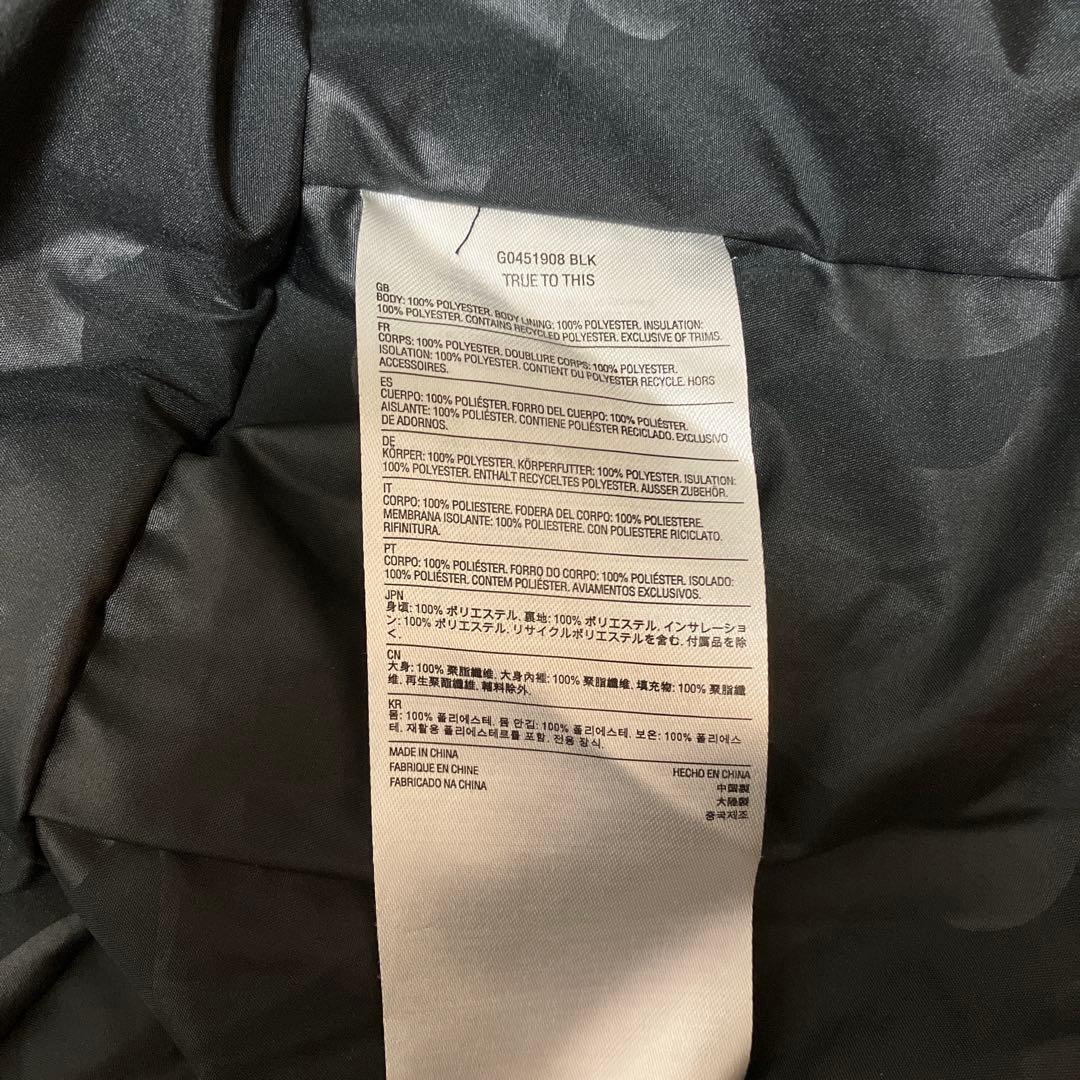 G0451908 BLK
TRUE TO THIS
GB
BODY: 100% POLYESTER. BODY LINING: 100% POLYESTER. INSULATION:
100% POLYESTER. CONTAINS RECYCLED POLYESTER. EXCLUSIVE OF TRIMS.
FR
CORPS: 100% POLYESTER. DOUBLURE CORPS: 100% POLYESTER.
ISOLATION: 100% POLYESTER. CONTIENT DU POLYESTER RECYCLE. HORS
ACCESSOIRES.
ES
CUERPO: 100% POLIÉSTER. FORRO DEL CUERPO: 100% POLIÉSTER.
AISLANTE: 100% POLIÉSTER. CONTIENE POLIÉSTER RECICLADO. EXCLUSIVO
DE ADORNOS.
DE
KÖRPER: 100% POLYESTER. KÖRPERFUTTER: 100% POLYESTER. ISULATION:
100% POLYESTER. ENTHALT RECYCELTES POLYESTER. AUSSER ZUBEHÖR.
IT
CORPO: 100% POLIESTERE. FODERA DEL CORPO: 100% POLIESTERE.
MEMBRANA ISOLANTE: 100% POLIESTERE. CON POLIESTERE RICICLATO.
RIFINITURA.
PT
CORPO: 100% POLIÉSTER. FORRO DO CORPO: 100% POLIÉSTER. ISOLADO:
100% POLIÉSTER. CONTEM POLIÉSTER. AVIAMENTOS EXCLUSIVOS.
JPN
身頃: 100% ポリエステル, 裏地: 100% ポリエステル, インサレーショ
ン: 100% ポリエステル, リサイクルポリエステルを含む, 付属品を除
く.
CN
大身: 100% 聚脂纖维, 大身內裡: 100% 聚脂纖维, 填充物: 100% 聚脂纖
维, 再生聚酯纖维, 輔料除外.
KR
몸: 100% 폴리에스테, 몸 안김: 100% 폴리에스테, 보온: 100% 폴리에스
테, 재활용 폴리에스테르를 포함, 전용 장식.
MADE IN CHINA
FABRIQUE EN CHINE
FABRICADO NA CHINA
HECHO EN CHINA
中国製
大陸製
중국제조